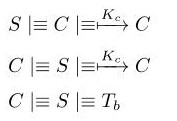 S |≡ C |≡ ⟼^{K_c} C
C |≡ S |≡ ⟼^{K_c} C
C |≡ S |≡ T_b